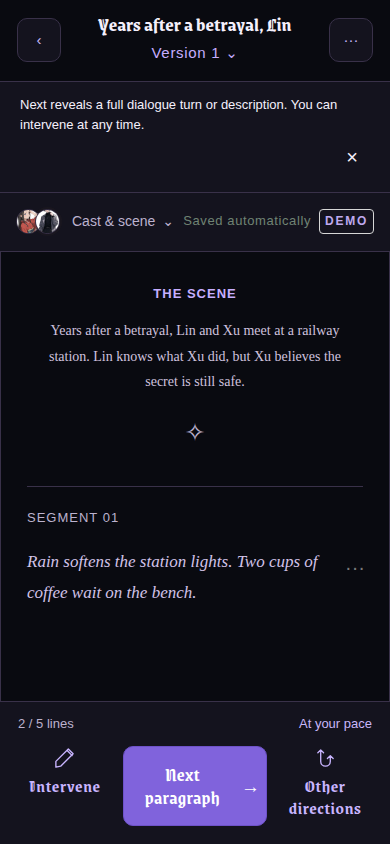 ‹
Years after a betrayal, Lin
Version 1 ⌄
...
Next reveals a full dialogue turn or description. You can
intervene at any time.
×
Cast & scene ⌄ Saved automatically DEMO
THE SCENE
Years after a betrayal, Lin and Xu meet at a railway
station. Lin knows what Xu did, but Xu believes the
secret is still safe.
✧
SEGMENT 01
Rain softens the station lights. Two cups of
coffee wait on the bench.
...
2 / 5 lines
At your pace
Intervene
Next
paragraph →
Other
directions